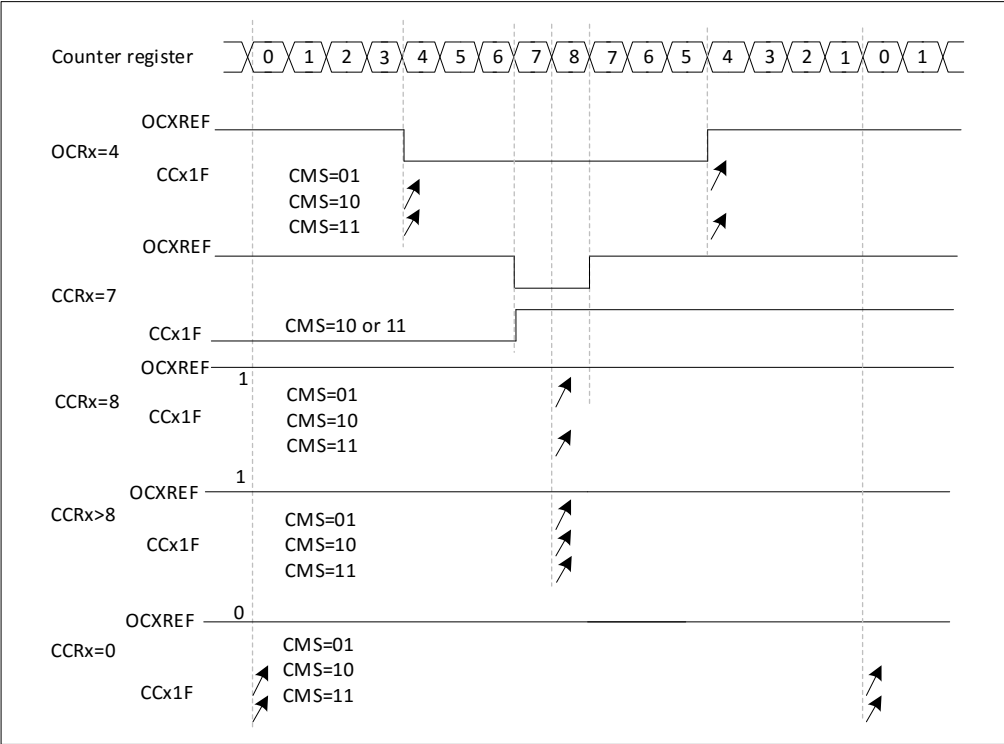 Counter register 0 1 2 3 4 5 6 7 8 7 6 5 4 3 2 1 0 1
OCXREF
OCRx=4
CCx1F
CMS=01
CMS=10
CMS=11
OCXREF
CCRx=7
CCx1F
CMS=10 or 11
OCXREF
1
CCRx=8
CCx1F
CMS=01
CMS=10
CMS=11
1
OCXREF
CCRx>8
CCx1F
CMS=01
CMS=10
CMS=11
OCXREF
0
CCRx=0
CCx1F
CMS=01
CMS=10
CMS=11